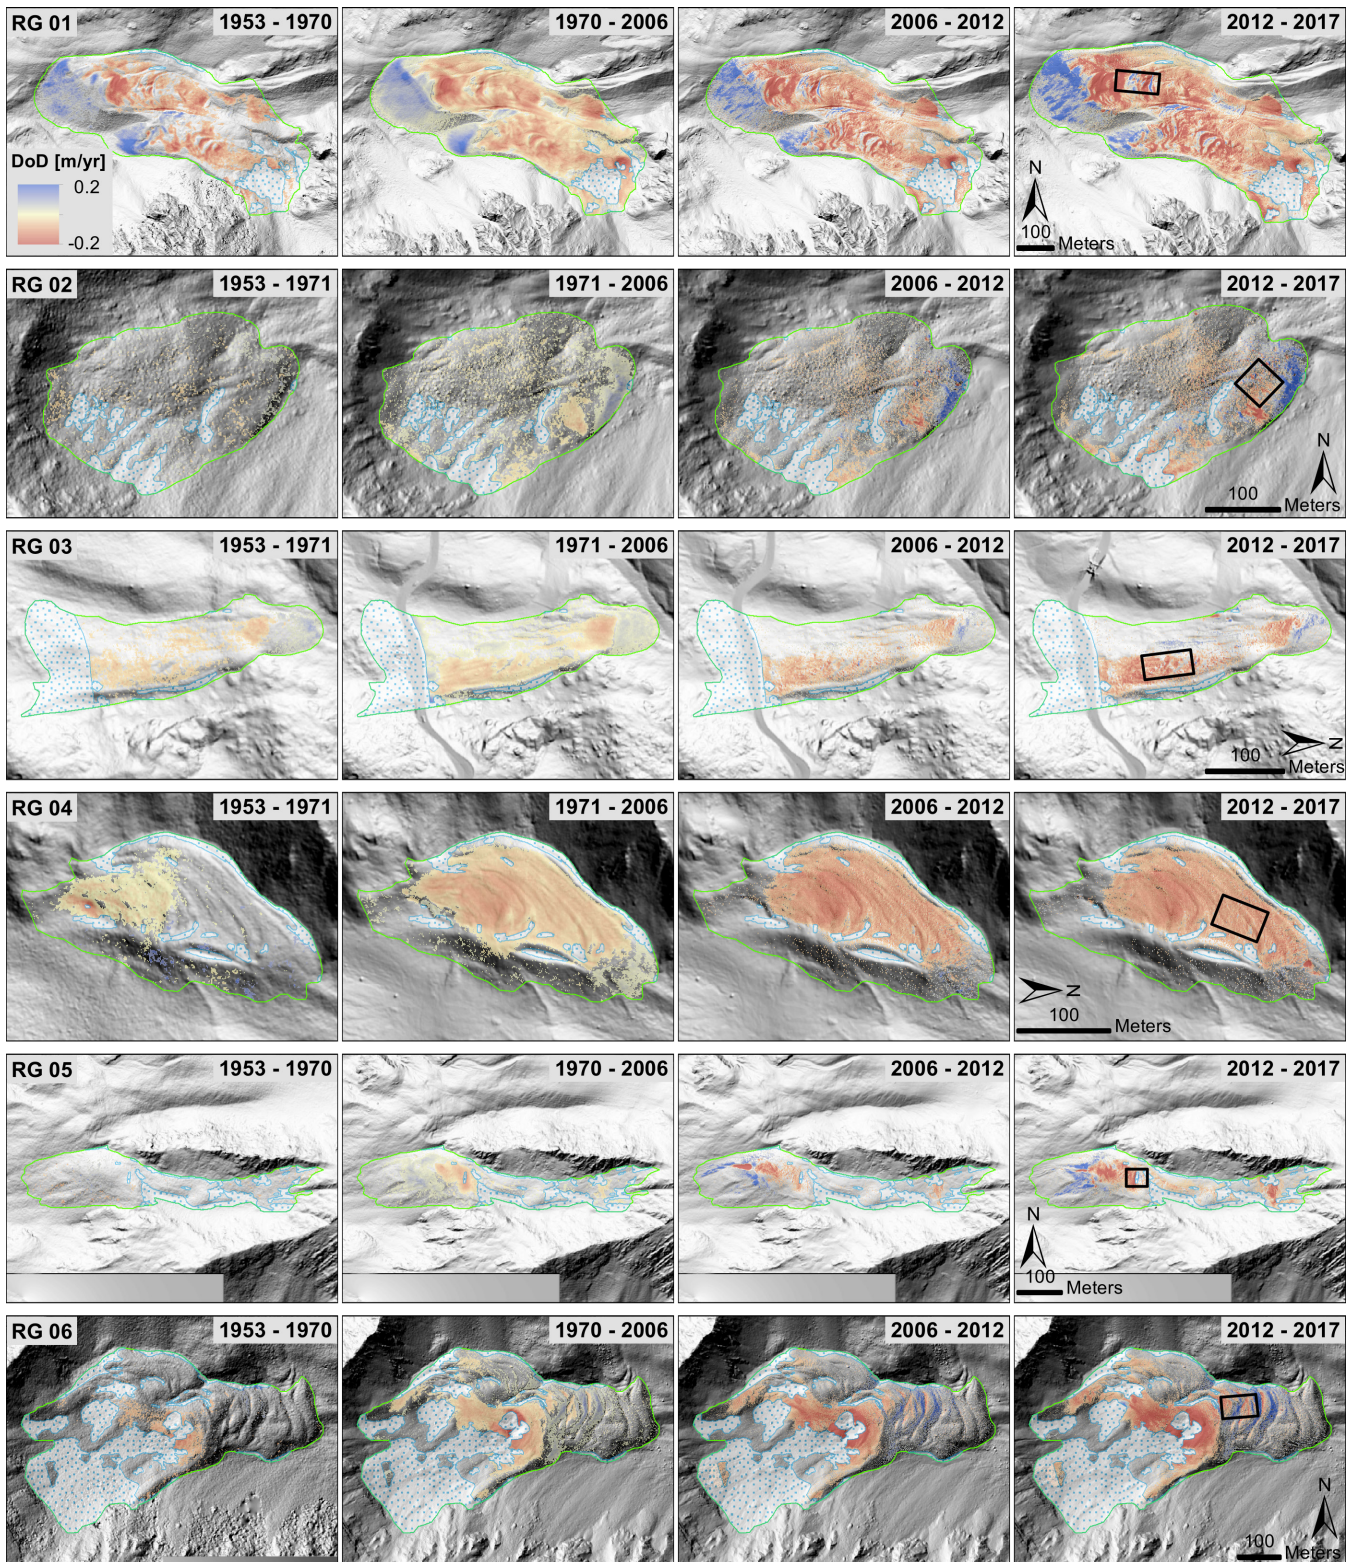 RG 01 1953 - 1970 1970 - 2006 2006 - 2012 2012 - 2017
DoD [m/yr]
0.2
-0.2
N
100
Meters
RG 02 1953 - 1971 1971 - 2006 2006 - 2012 2012 - 2017
N
100
Meters
RG 03 1953 - 1971 1971 - 2006 2006 - 2012 2012 - 2017
N
100
Meters
RG 04 1953 - 1971 1971 - 2006 2006 - 2012 2012 - 2017
N
100
Meters
RG 05 1953 - 1970 1970 - 2006 2006 - 2012 2012 - 2017
N
100
Meters
RG 06 1953 - 1970 1970 - 2006 2006 - 2012 2012 - 2017
N
100
Meters